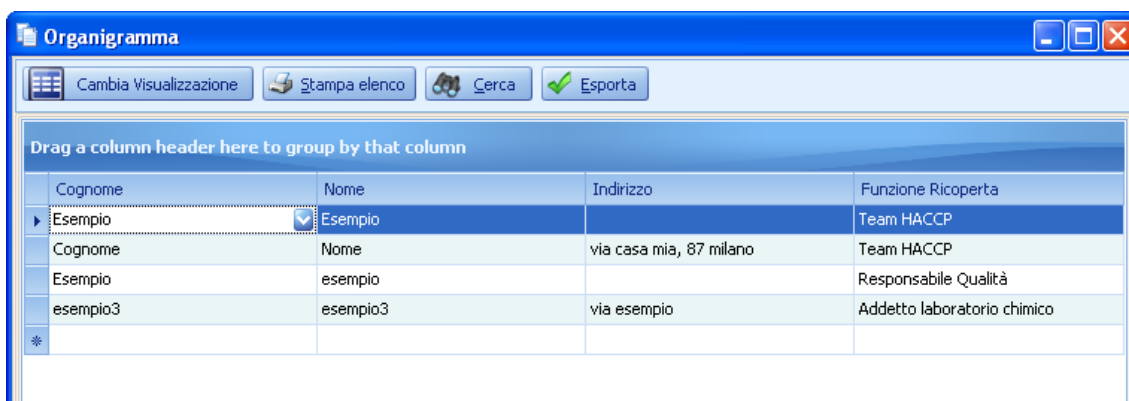 Organigramma
Cambia Visualizzazione Stampa elenco Cerca Esporta
Drag a column header here to group by that column
Cognome Nome Indirizzo Funzione Ricoperta
Esempio Esempio Team HACCP
Cognome Nome via casa mia, 87 milano Team HACCP
Esempio esempio Responsabile Qualità
esempio3 esempio3 via esempio Addetto laboratorio chimico